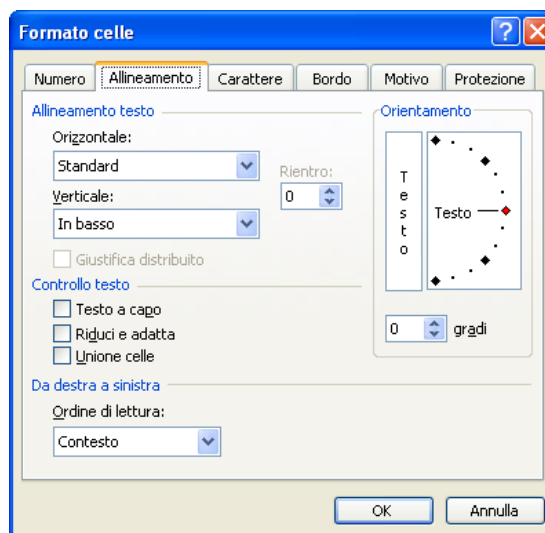 Formato celle
Numero Allineamento Carattere Bordo Motivo Protezione
Allineamento testo
Orizzontale:
Standard
Rientro:
0
Verticale:
In basso
Giustifica distribuito
Controllo testo
Testo a capo
Riduci e adatta
Unione celle
Da destra a sinistra
Ordine di lettura:
Contesto
Orientamento
Testo
Testo
0 gradi
OK Annulla